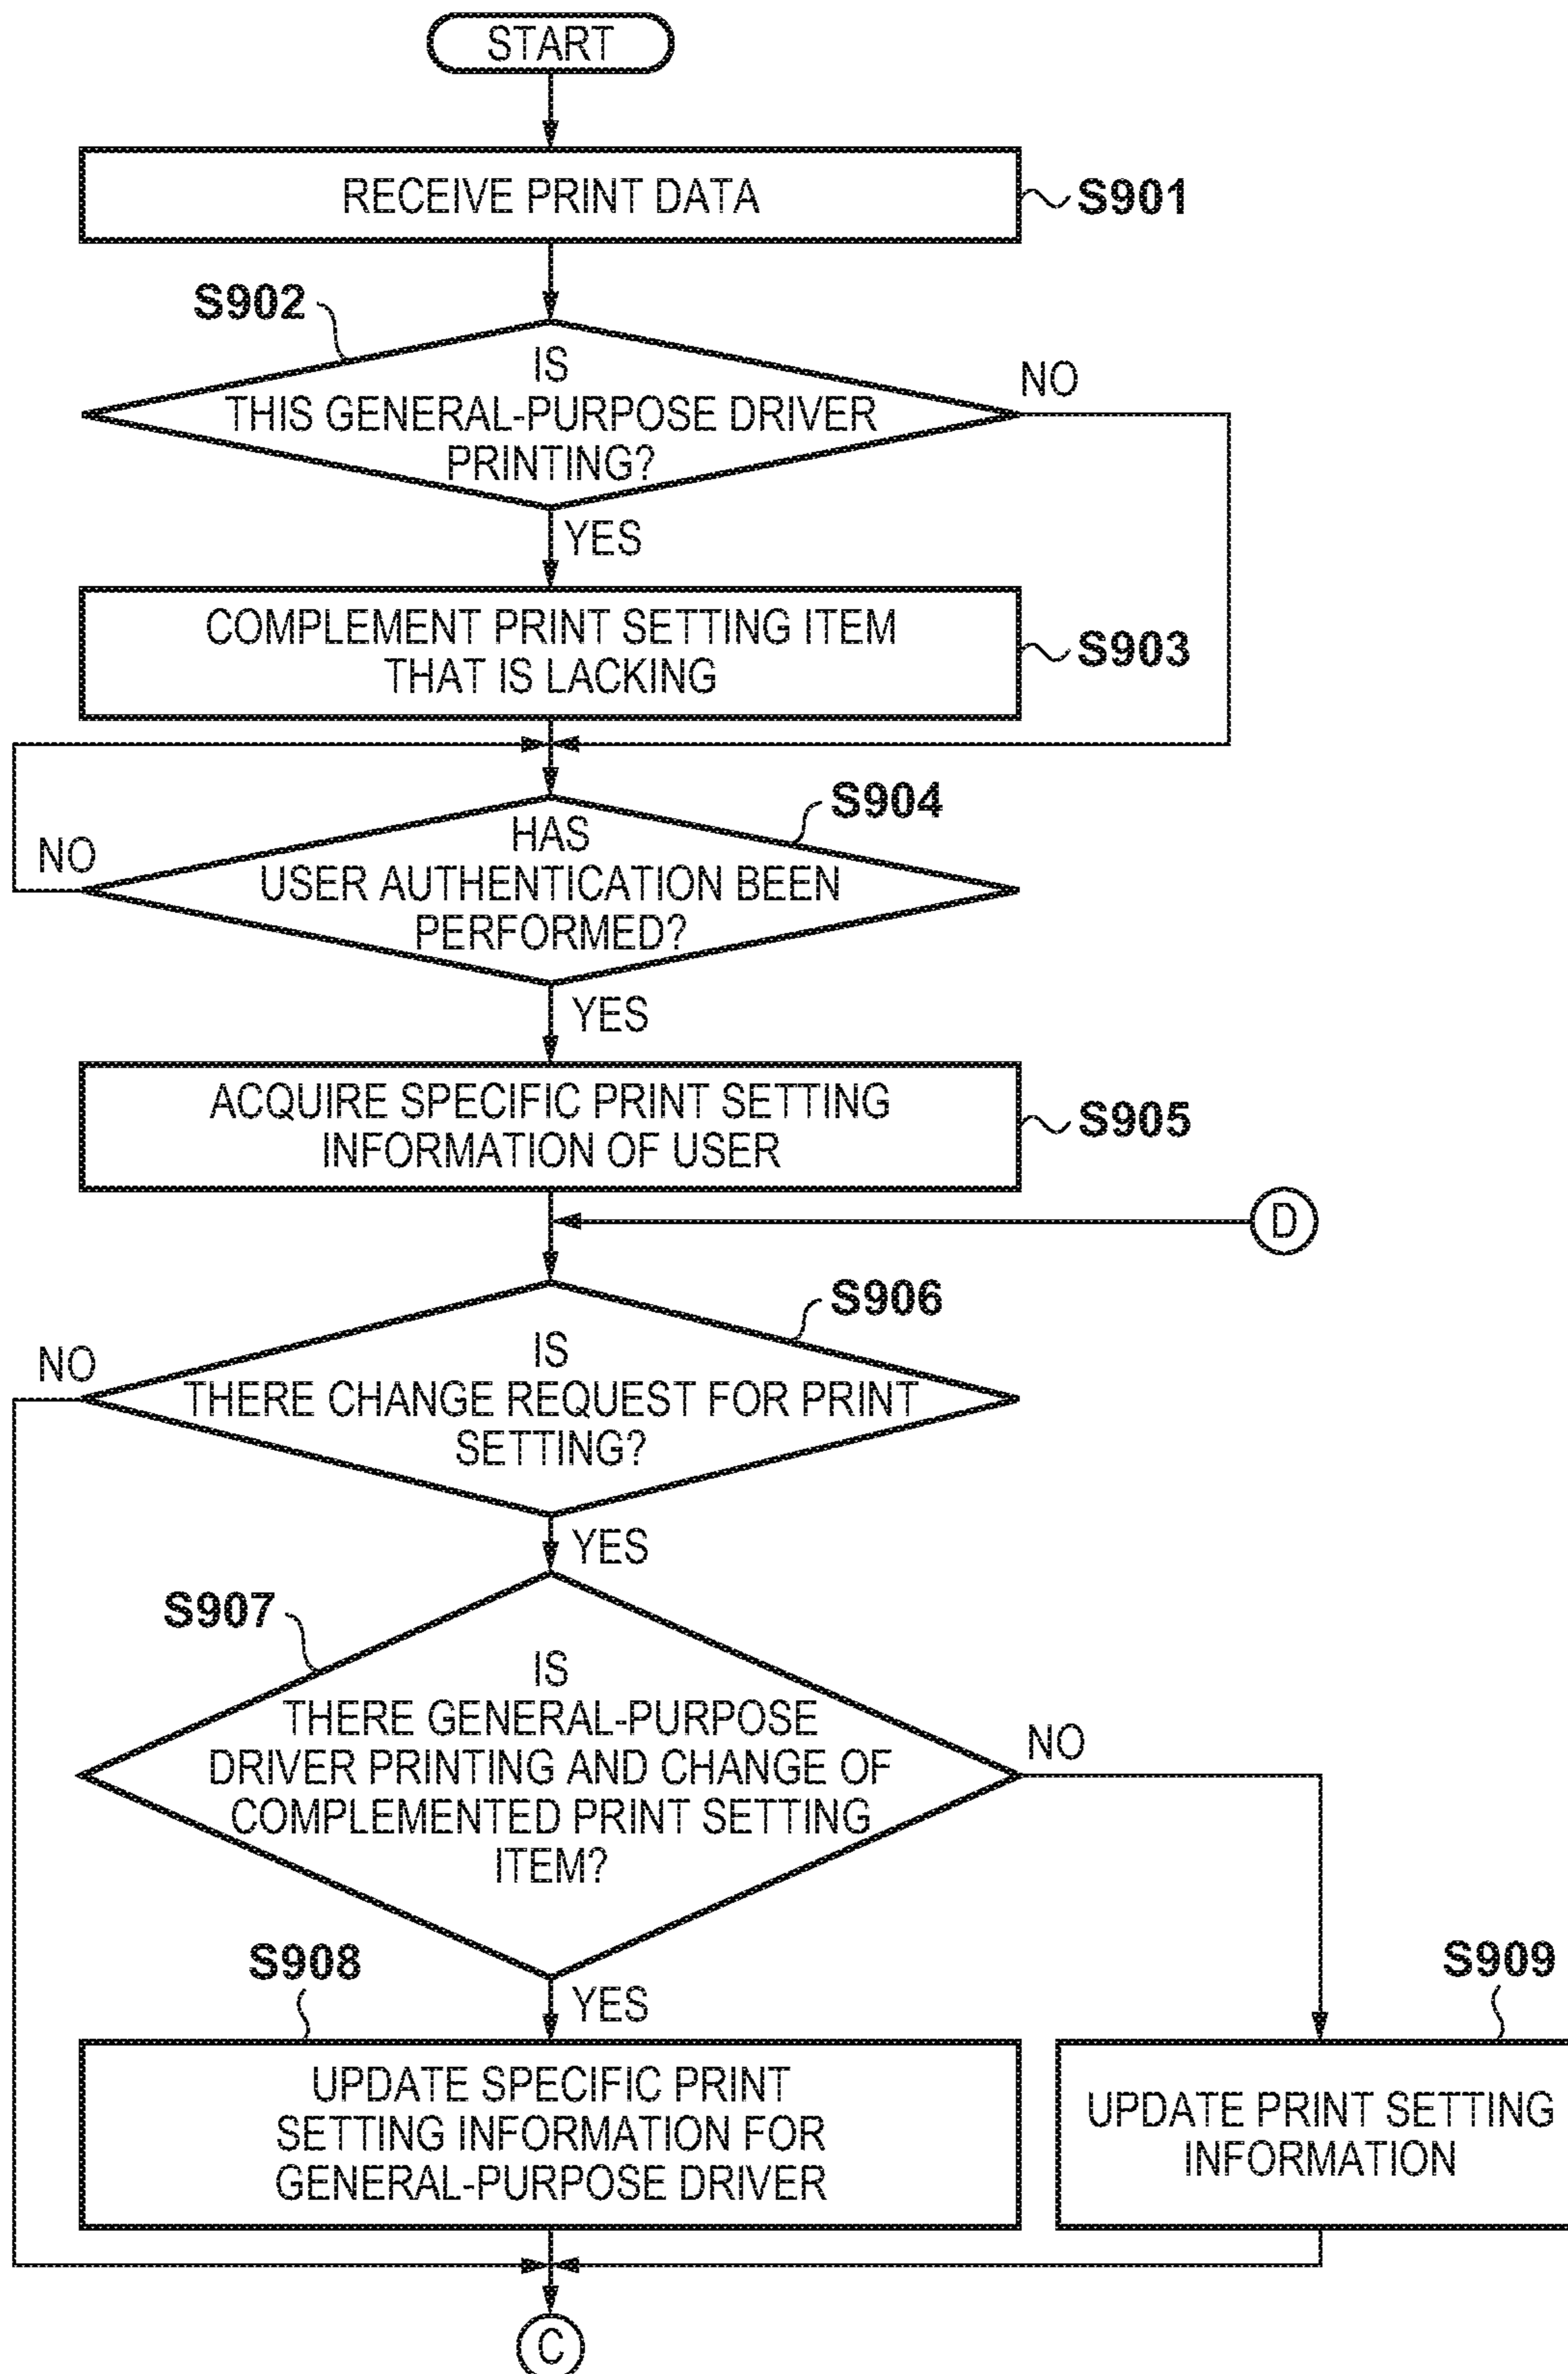 START
RECEIVE PRINT DATA
S901
S902
IS
THIS GENERAL-PURPOSE DRIVER
PRINTING?
NO
YES
COMPLEMENT PRINT SETTING ITEM
THAT IS LACKING
S903
S904
HAS
USER AUTHENTICATION BEEN
PERFORMED?
NO
YES
ACQUIRE SPECIFIC PRINT SETTING
INFORMATION OF USER
S905
D
S906
IS
THERE CHANGE REQUEST FOR PRINT
SETTING?
NO
YES
S907
IS
THERE GENERAL-PURPOSE
DRIVER PRINTING AND CHANGE OF
COMPLEMENTED PRINT SETTING
ITEM?
NO
YES
S908
UPDATE SPECIFIC PRINT
SETTING INFORMATION FOR
GENERAL-PURPOSE DRIVER
S909
UPDATE PRINT SETTING
INFORMATION
C